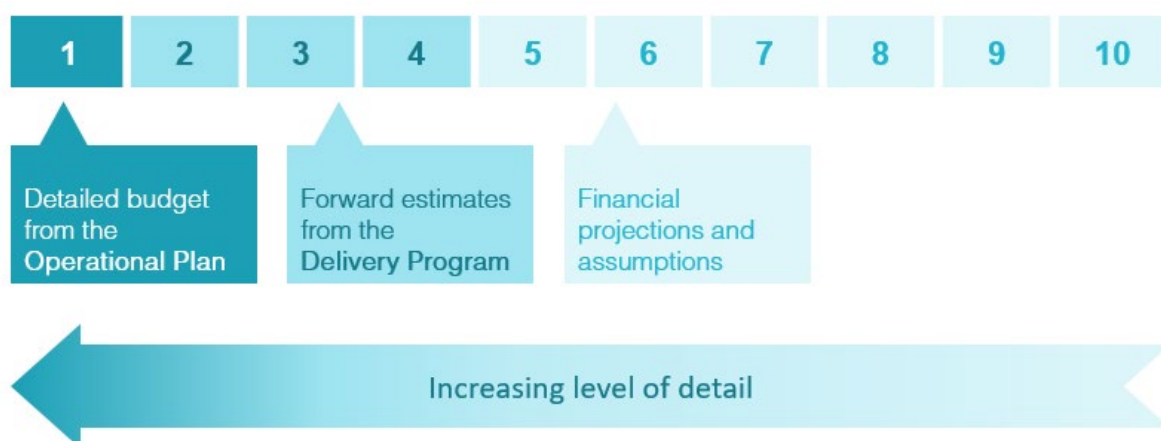 1 2 3 4 5 6 7 8 9 10
Detailed budget
from the
Operational Plan
Forward estimates
from the
Delivery Program
Financial
projections and
assumptions
Increasing level of detail